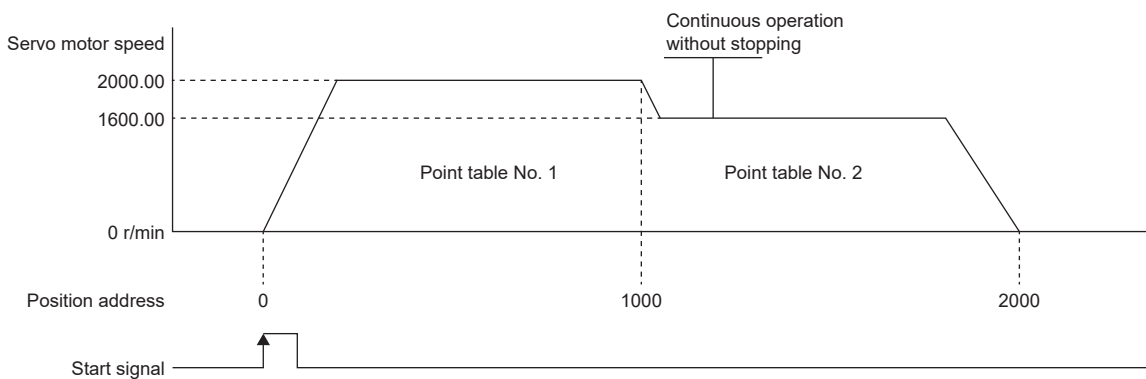 Continuous operation
without stopping
Servo motor speed
2000.00
1600.00
Point table No. 1
Point table No. 2
0 r/min
Position address
0
1000
2000
Start signal